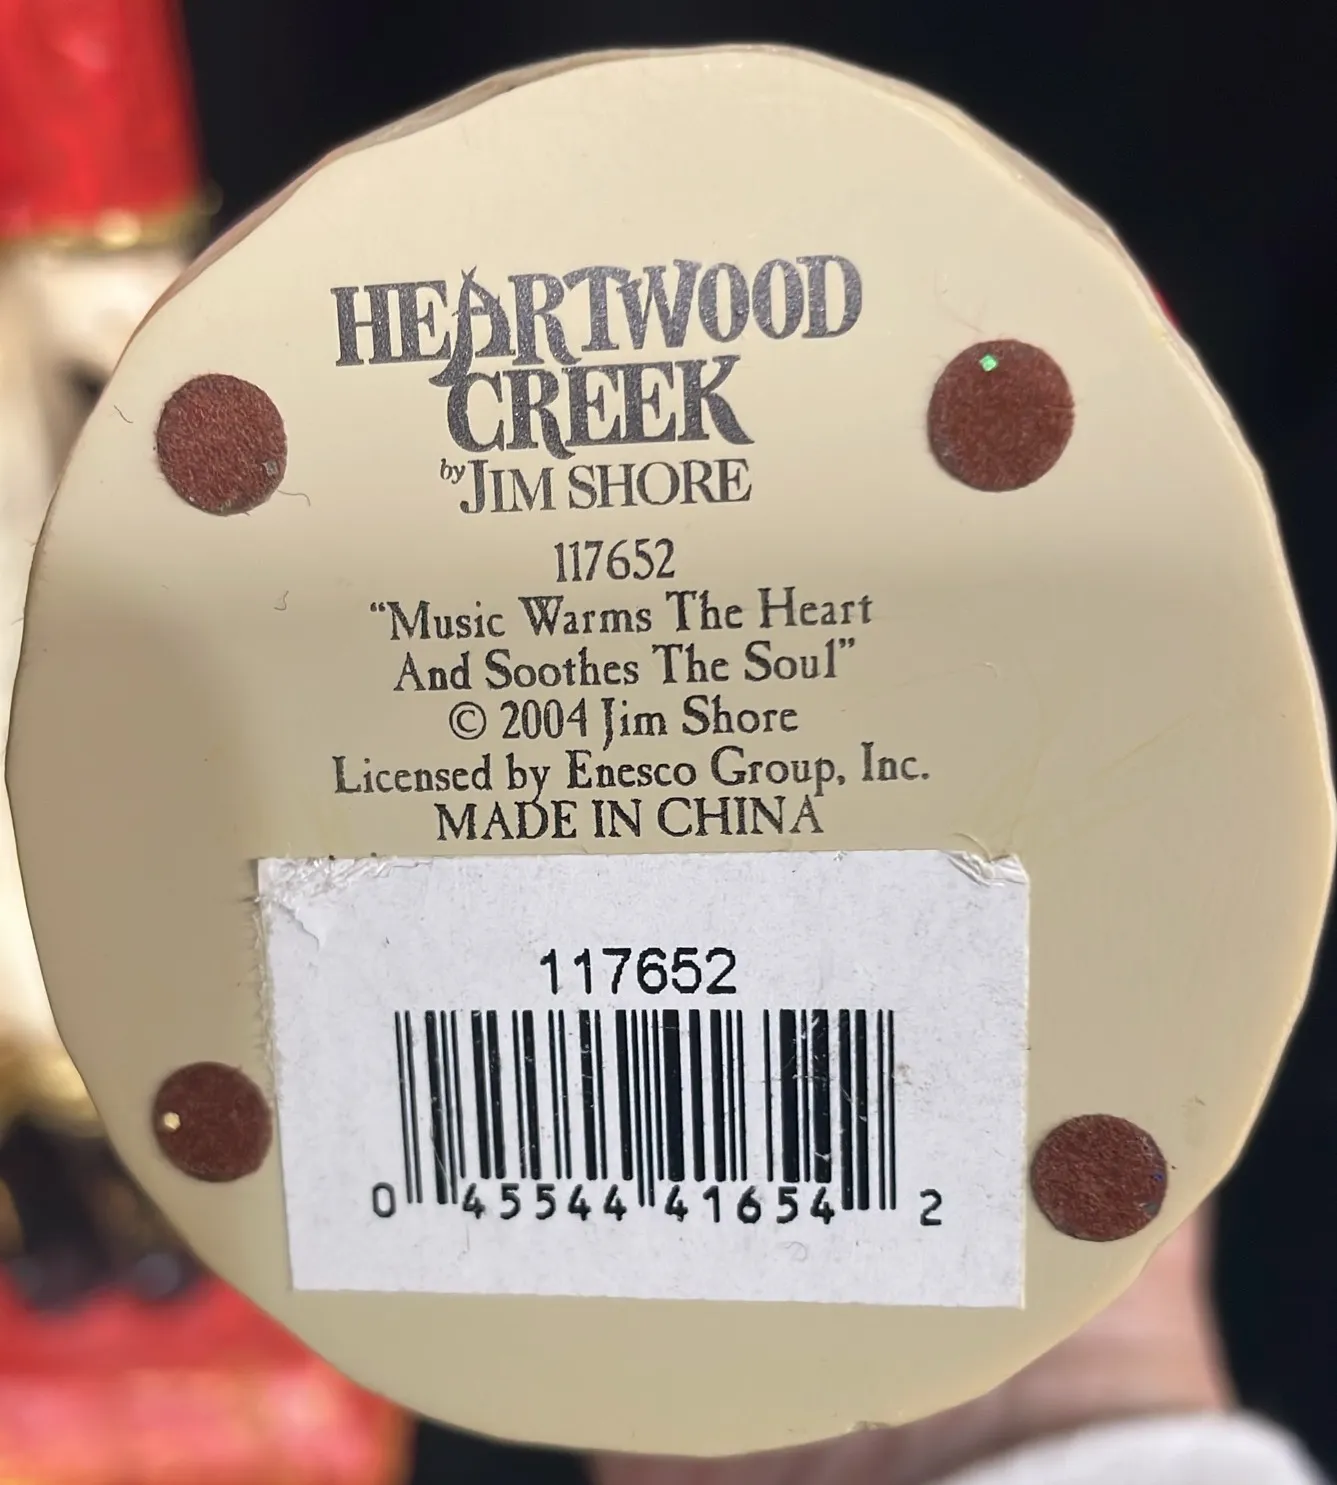 HEARTWOOD
CREEK
by JIM SHORE
117652
“Music Warms The Heart
And Soothes The Soul”
© 2004 Jim Shore
Licensed by Enesco Group, Inc.
MADE IN CHINA
117652
0 45544 41654 2